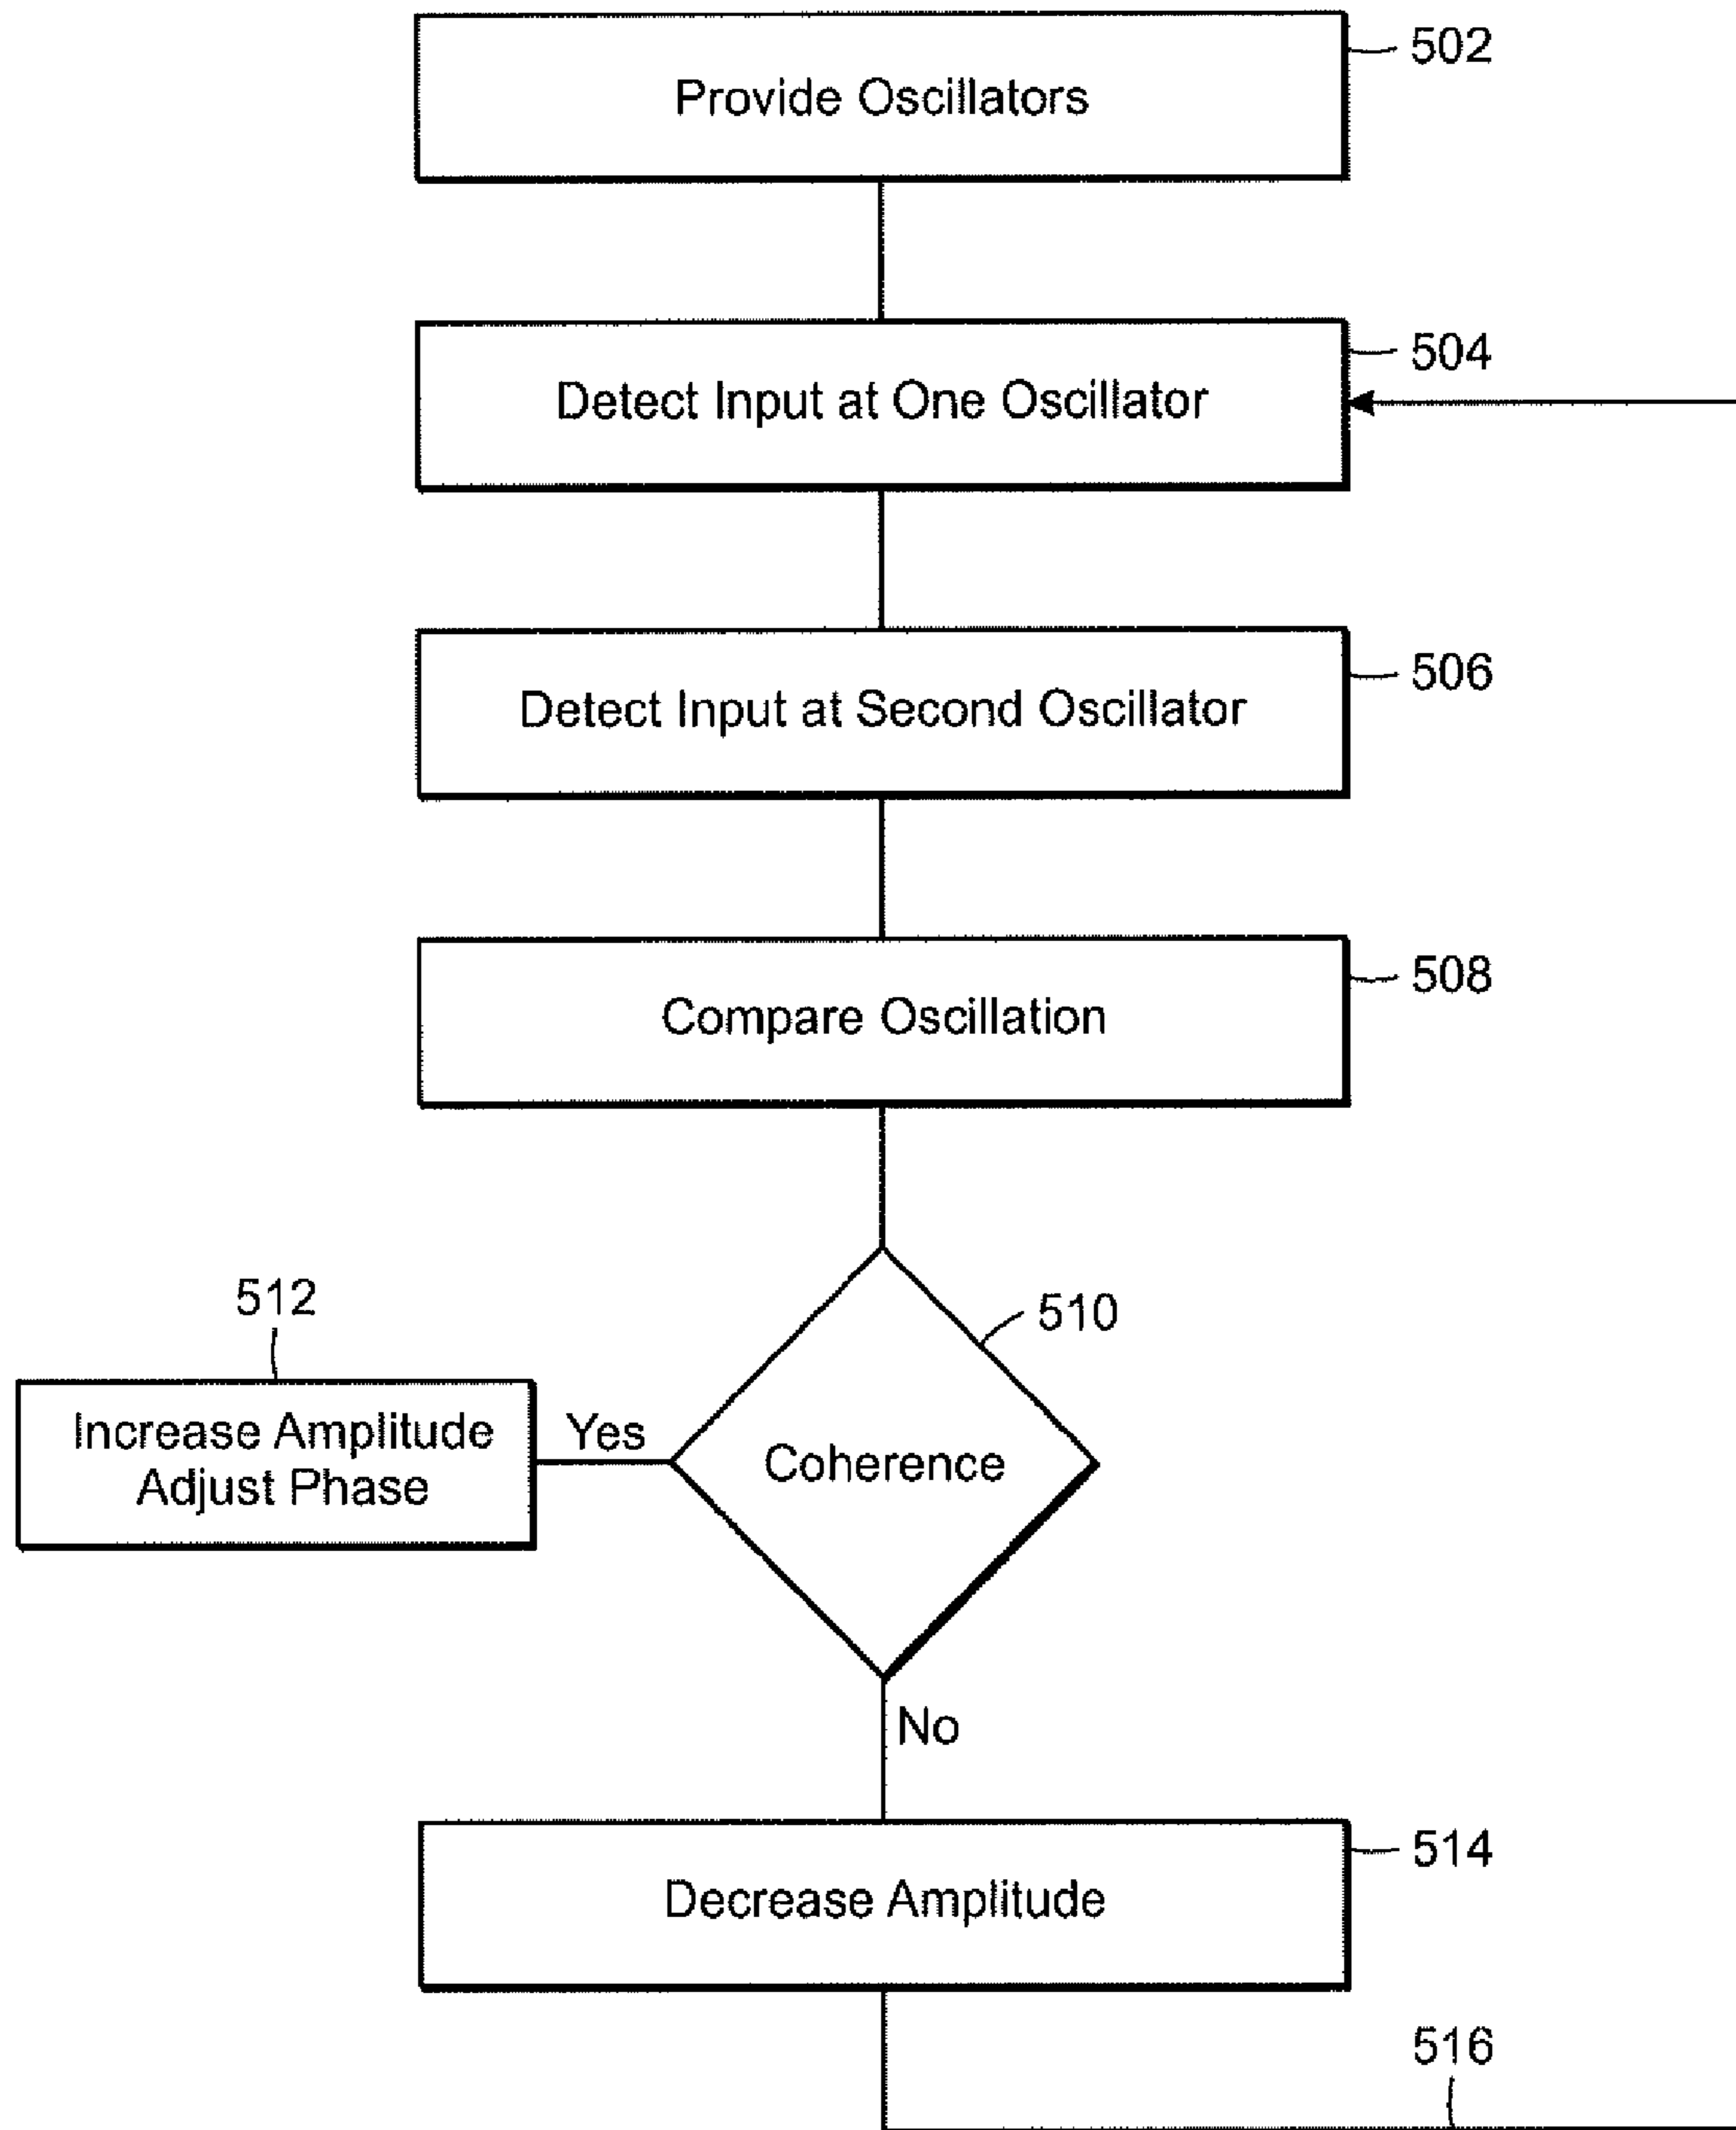 Provide Oscillators
502
Detect Input at One Oscillator
504
Detect Input at Second Oscillator
506
Compare Oscillation
508
512
510
Increase Amplitude
Adjust Phase
Yes
Coherence
No
Decrease Amplitude
514
516